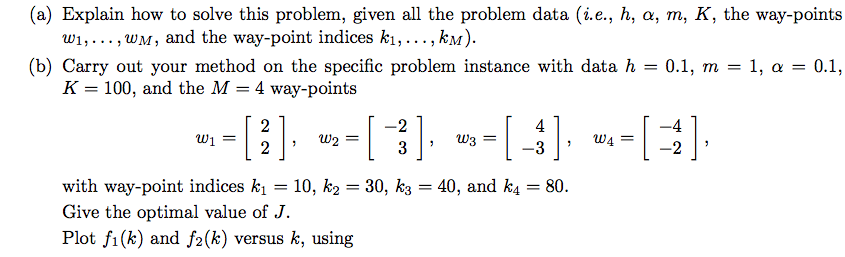 (a) Explain how to solve this problem, given all the problem data (i.e., h, α, m, K, the way-points
w₁, . . . , w_M, and the way-point indices k₁, . . . , k_M).
(b) Carry out your method on the specific problem instance with data h = 0.1, m = 1, α = 0.1,
K = 100, and the M = 4 way-points
w₁ = [ 2 2 ], w₂ = [ −2 3 ], w₃ = [ 4 −3 ], w₄ = [ −4 −2 ],
with way-point indices k₁ = 10, k₂ = 30, k₃ = 40, and k₄ = 80.
Give the optimal value of J.
Plot f₁(k) and f₂(k) versus k, using